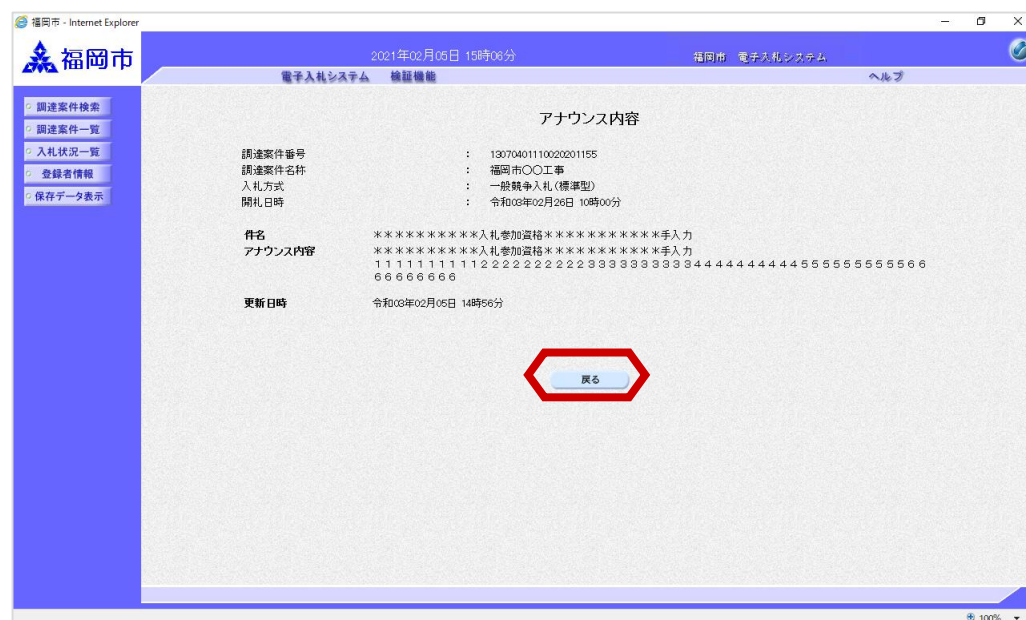 福岡市 - Internet Explorer
福岡市
2021年02月05日 15時06分
福岡市 電子入札システム
電子入札システム 検証機能
ヘルプ
調達案件検索
調達案件一覧
入札状況一覧
登録者情報
保存データ表示
アナウンス内容
調達案件番号 : 13070401110020201155
調達案件名称 : 福岡市〇〇工事
入札方式 : 一般競争入札(標準型)
開札日時 : 令和03年02月26日 10時00分
件名 **********入札参加資格***********手入力
アナウンス内容 **********入札参加資格***********手入力
1111111111222222222233333333334444444444555555555566
66666666
更新日時 令和03年02月05日 14時56分
戻る
100%